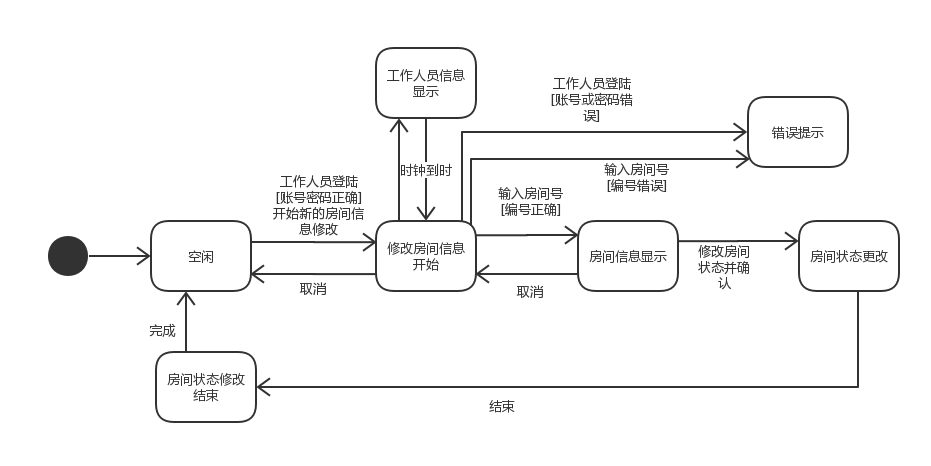 工作人员信息
显示
工作人员登陆
[账号或密码错
误]
错误提示
时钟到时
输入房间号
[编号错误]
工作人员登陆
[账号密码正确]
开始新的房间信
息修改
输入房间号
[编号正确]
空闲
修改房间信息
开始
房间信息显示
修改房间
状态并确
认
房间状态更改
取消
取消
完成
房间状态修改
结束
结束